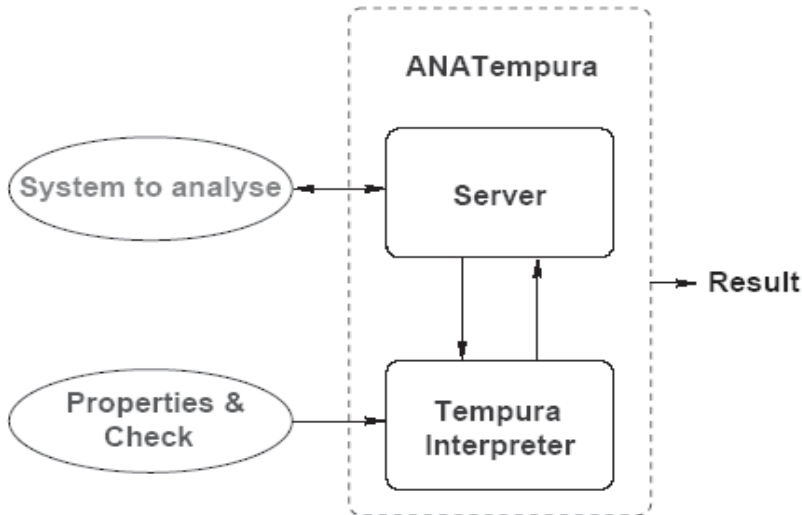 ANATempura
System to analyse
Server
Result
Properties &
Check
Tempura
Interpreter